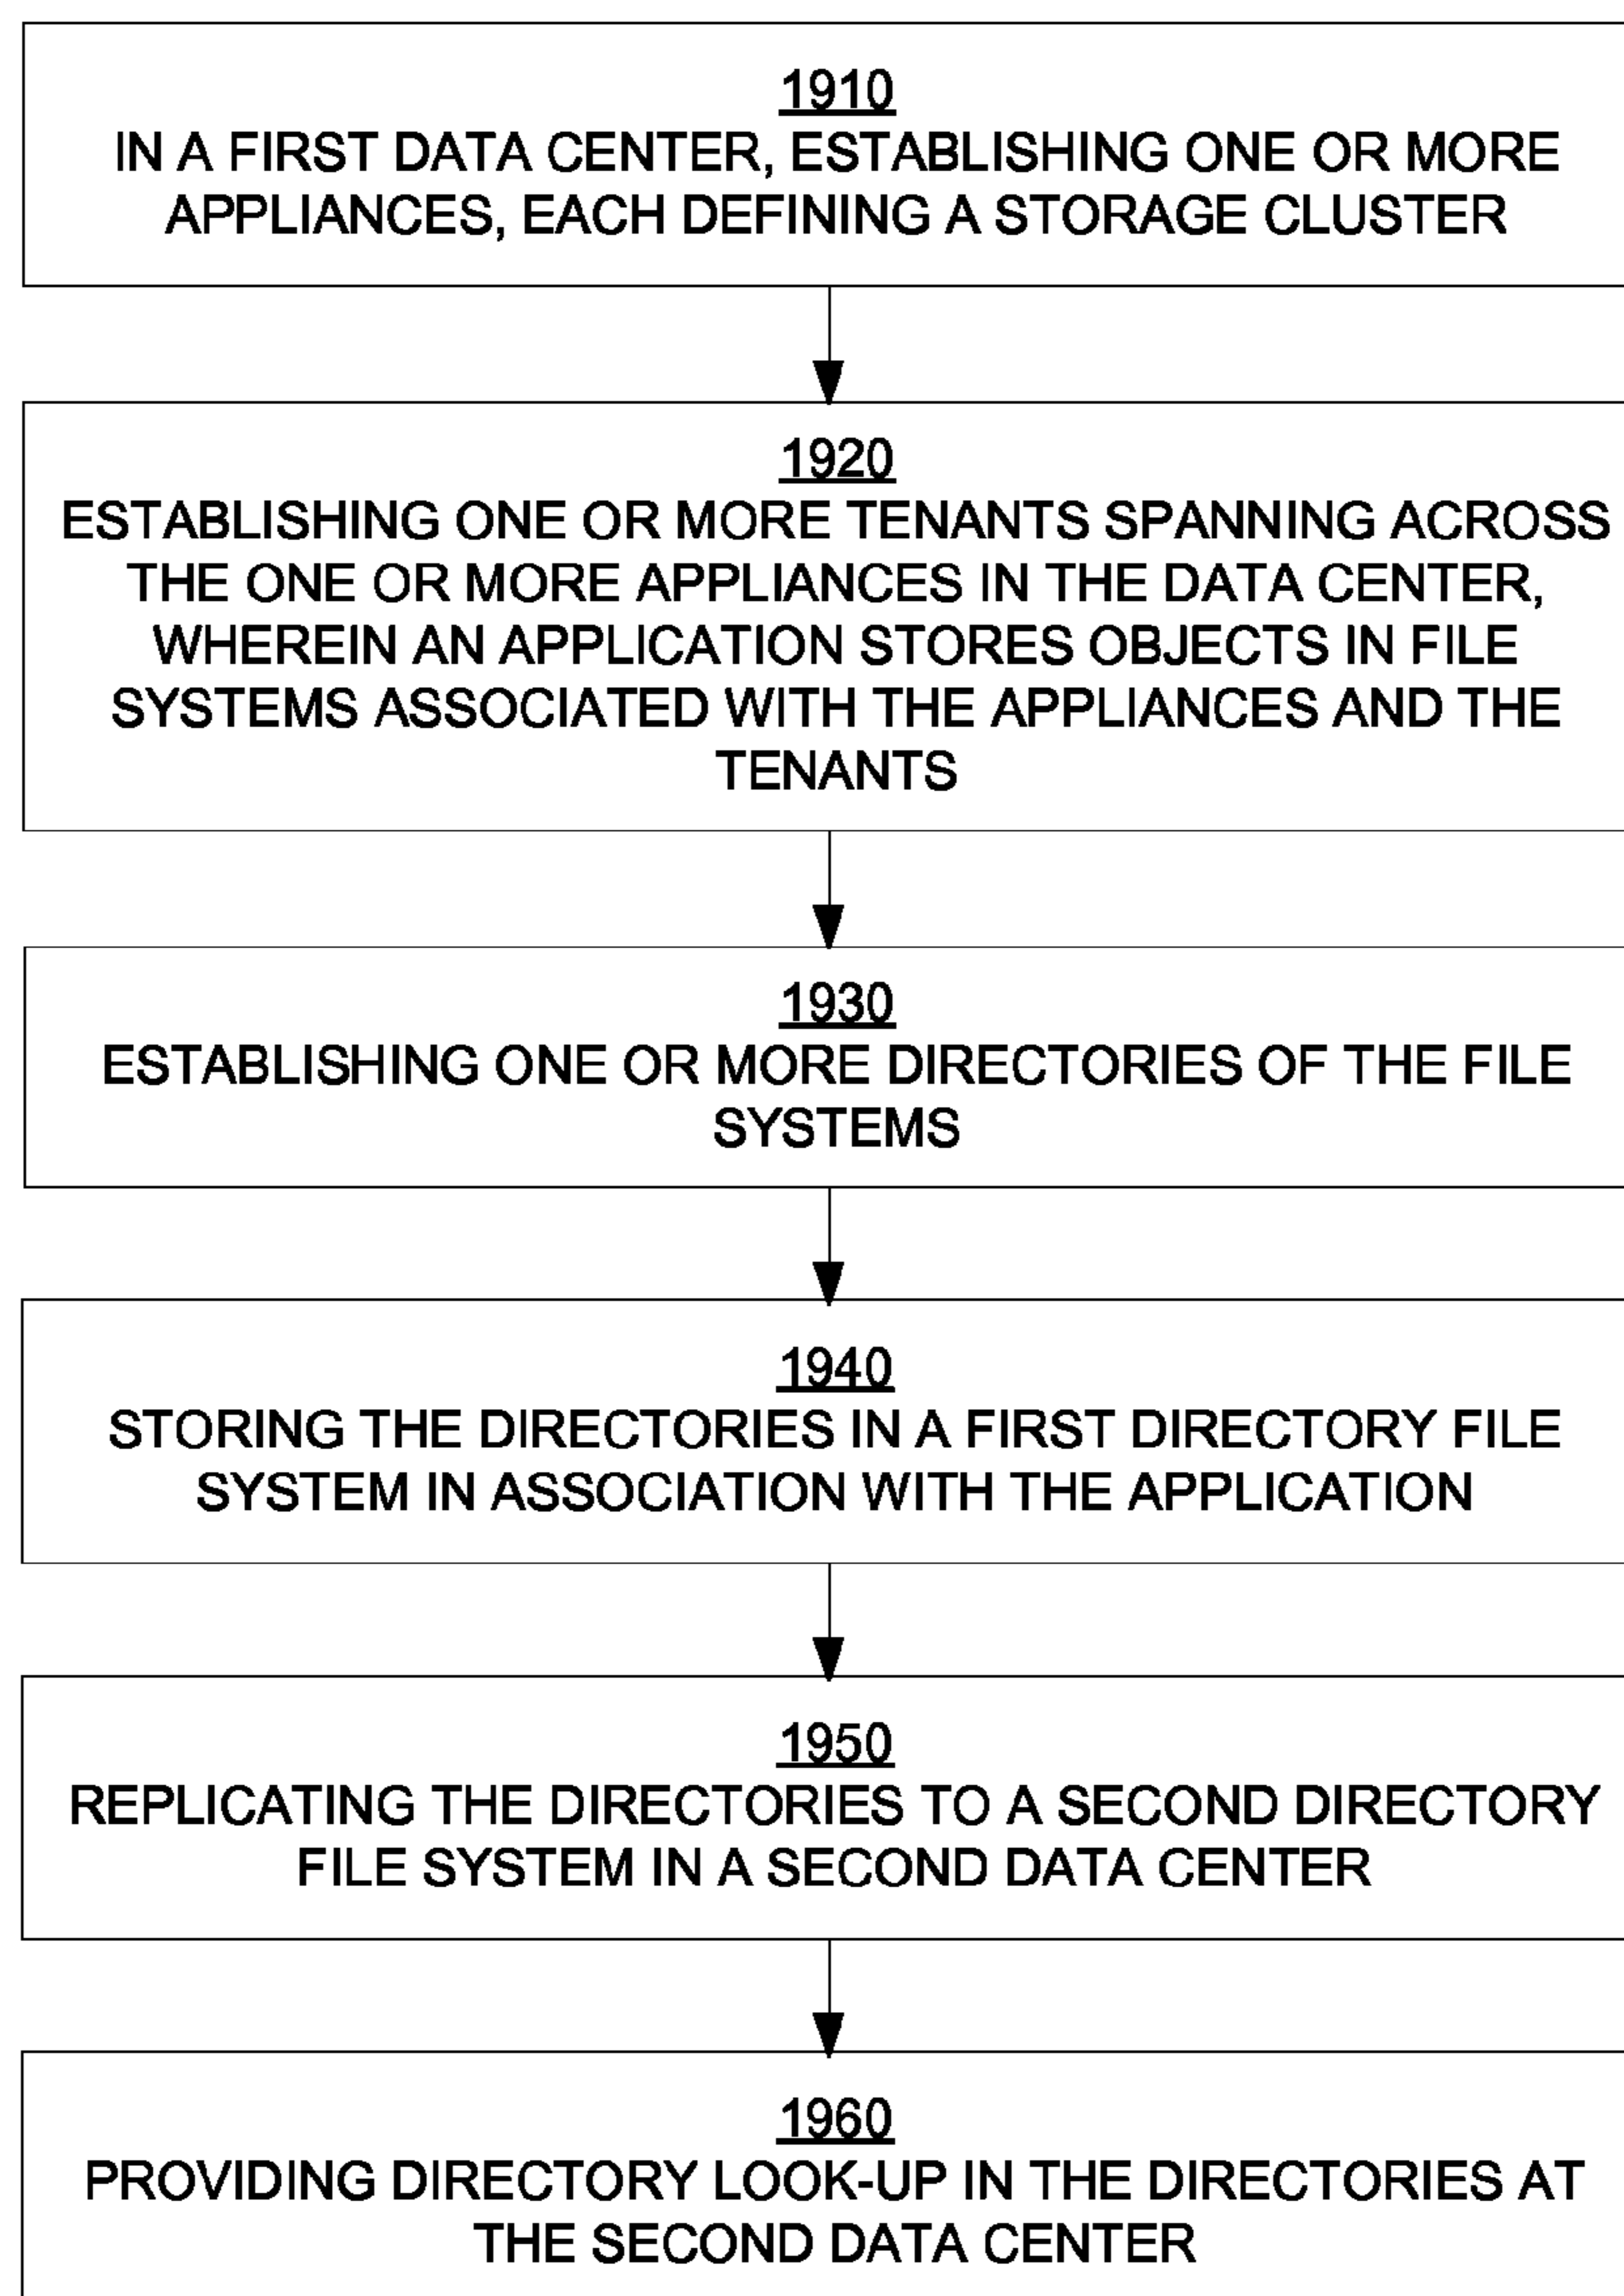 1910
IN A FIRST DATA CENTER, ESTABLISHING ONE OR MORE
APPLIANCES, EACH DEFINING A STORAGE CLUSTER
1920
ESTABLISHING ONE OR MORE TENANTS SPANNING ACROSS
THE ONE OR MORE APPLIANCES IN THE DATA CENTER,
WHEREIN AN APPLICATION STORES OBJECTS IN FILE
SYSTEMS ASSOCIATED WITH THE APPLIANCES AND THE
TENANTS
1930
ESTABLISHING ONE OR MORE DIRECTORIES OF THE FILE
SYSTEMS
1940
STORING THE DIRECTORIES IN A FIRST DIRECTORY FILE
SYSTEM IN ASSOCIATION WITH THE APPLICATION
1950
REPLICATING THE DIRECTORIES TO A SECOND DIRECTORY
FILE SYSTEM IN A SECOND DATA CENTER
1960
PROVIDING DIRECTORY LOOK-UP IN THE DIRECTORIES AT
THE SECOND DATA CENTER